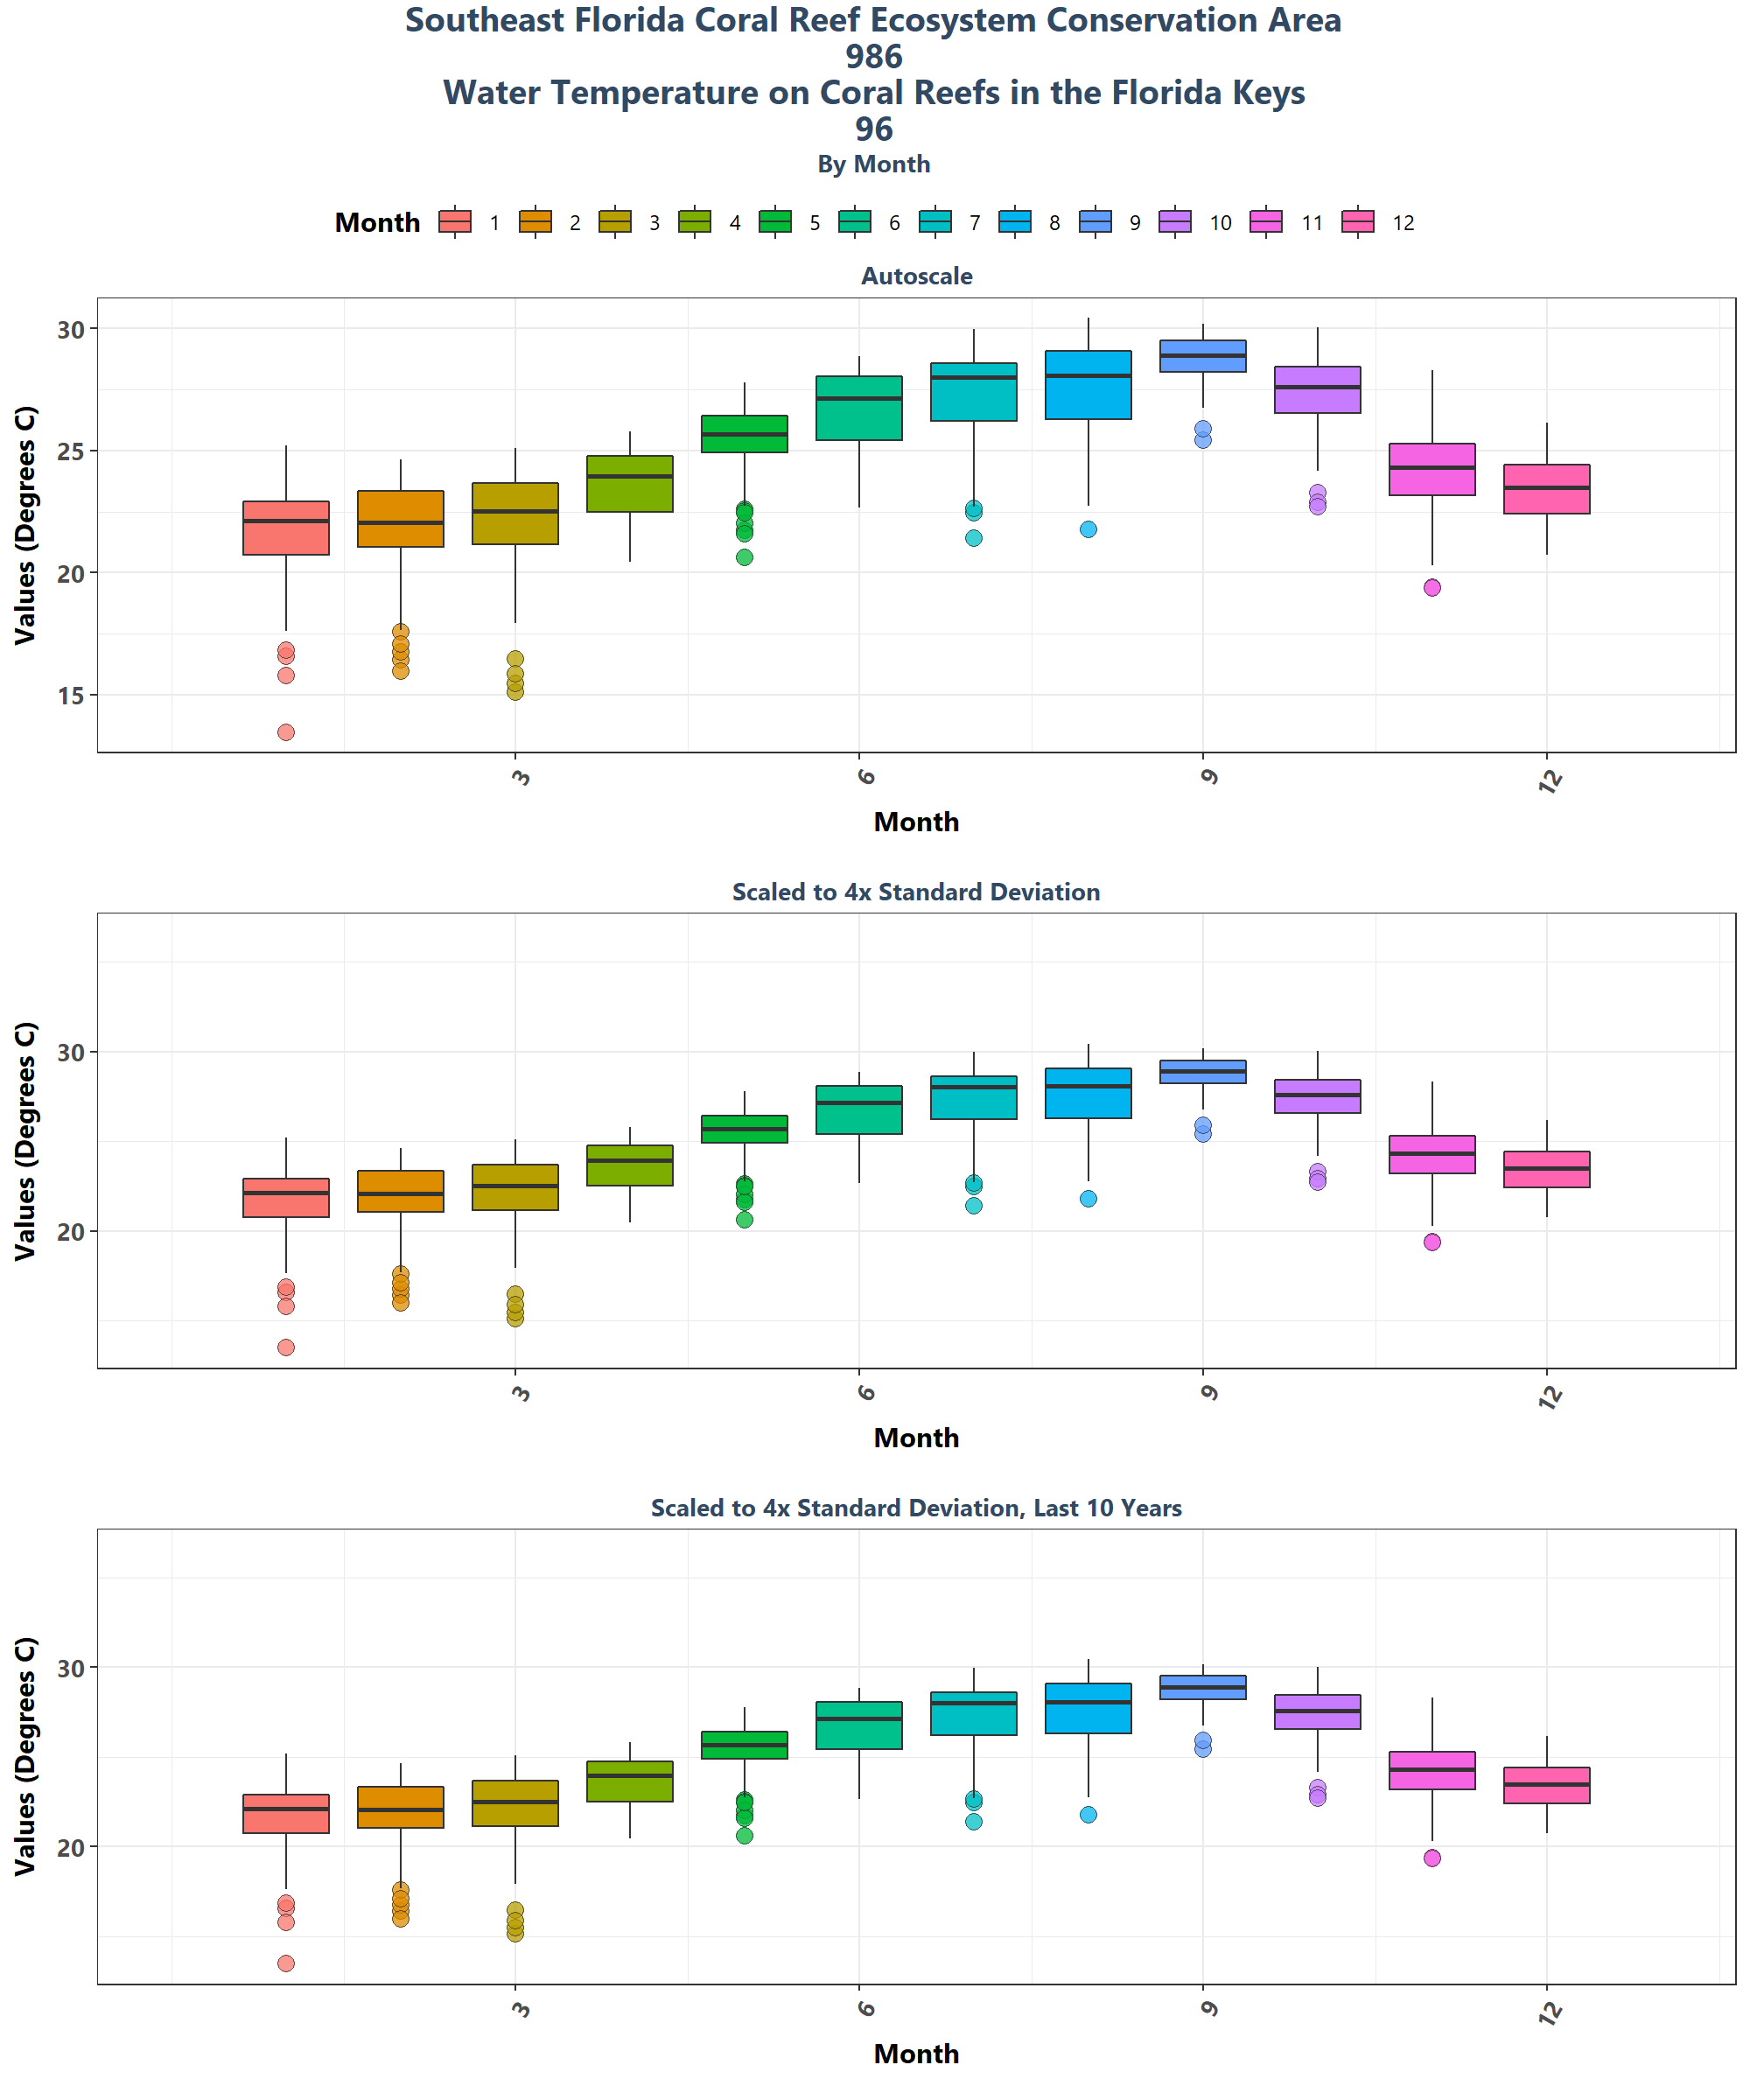 Southeast Florida Coral Reef Ecosystem Conservation Area
986
Water Temperature on Coral Reefs in the Florida Keys
96
By Month
Month 1 2 3 4 5 6 7 8 9 10 11 12
Autoscale
Values (Degrees C)
30
25
20
15
3 6 9 12
Month
Scaled to 4x Standard Deviation
Values (Degrees C)
30
20
3 6 9 12
Month
Scaled to 4x Standard Deviation, Last 10 Years
Values (Degrees C)
30
20
3 6 9 12
Month